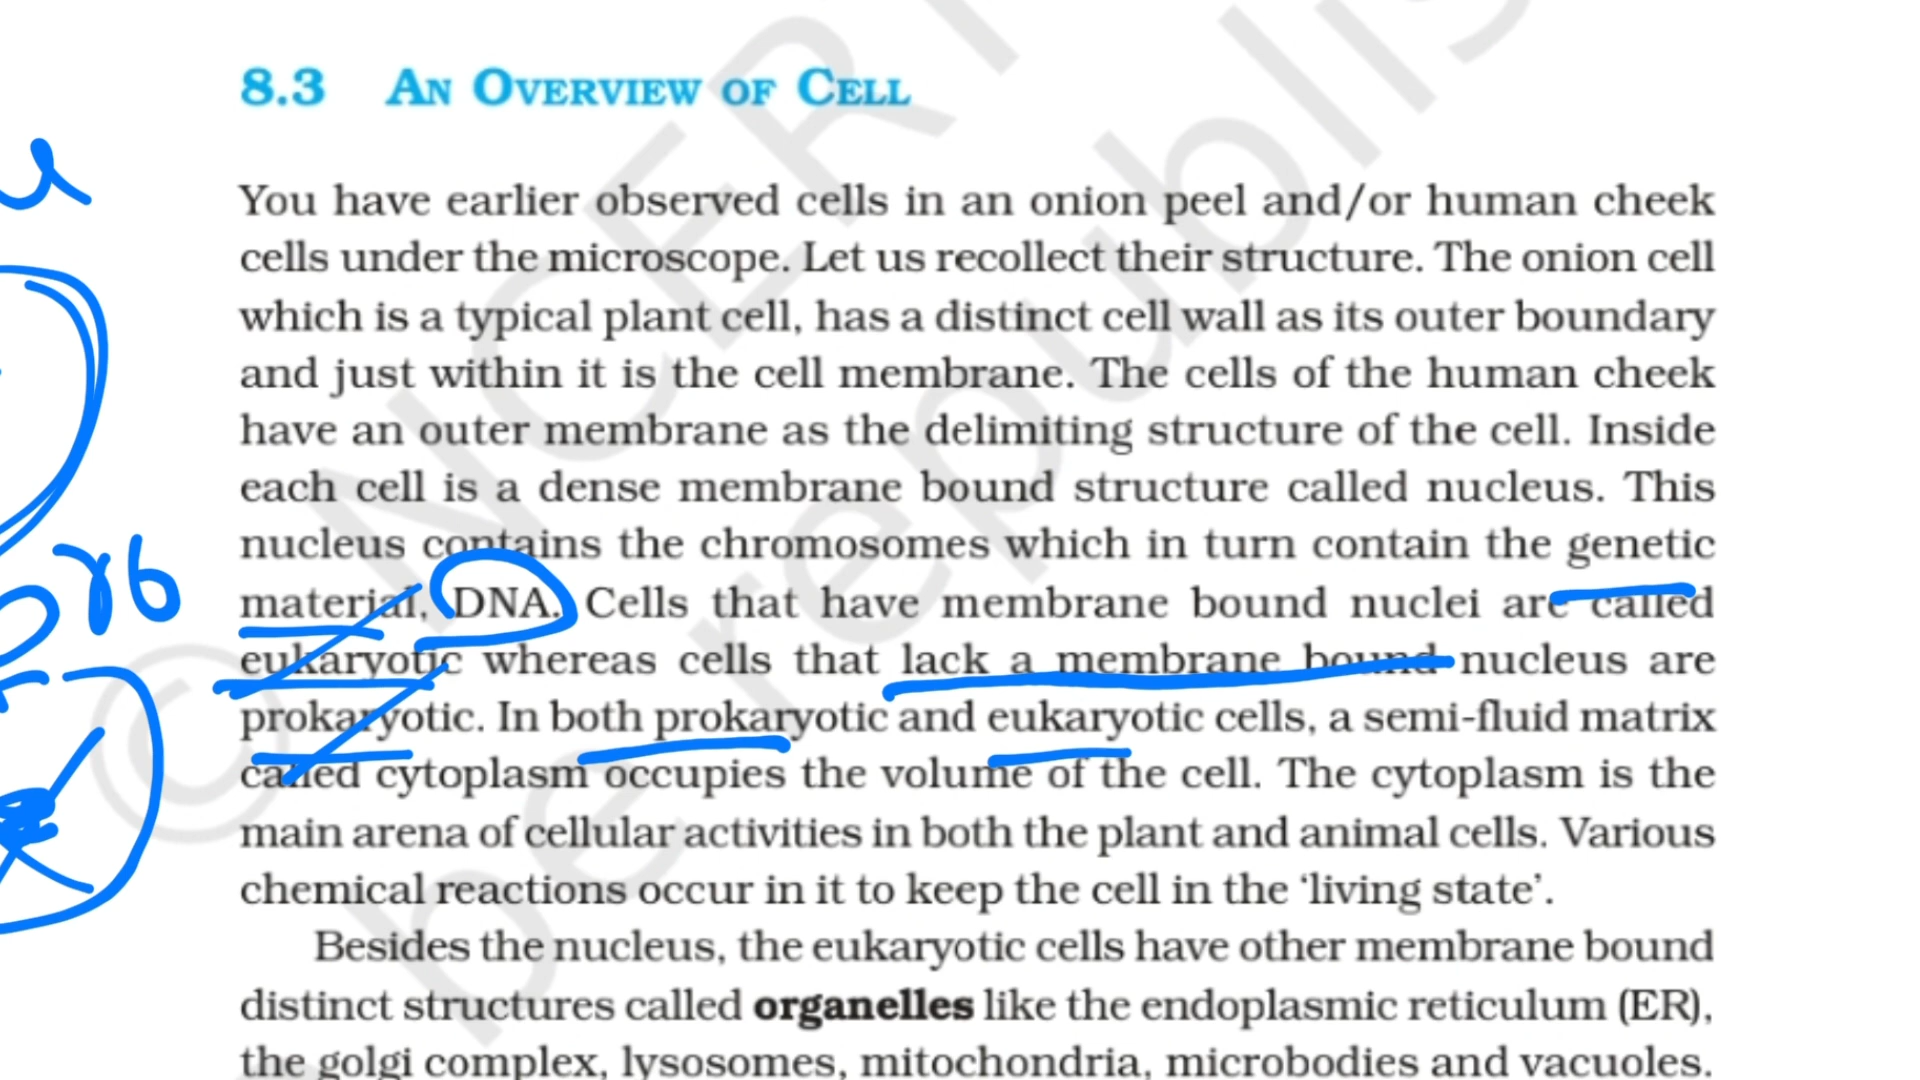 8.3 AN OVERVIEW OF CELL
You have earlier observed cells in an onion peel and/or human cheek
cells under the microscope. Let us recollect their structure. The onion cell
which is a typical plant cell, has a distinct cell wall as its outer boundary
and just within it is the cell membrane. The cells of the human cheek
have an outer membrane as the delimiting structure of the cell. Inside
each cell is a dense membrane bound structure called nucleus. This
nucleus contains the chromosomes which in turn contain the genetic
material, DNA. Cells that have membrane bound nuclei are called
eukaryotic whereas cells that lack a membrane bound nucleus are
prokaryotic. In both prokaryotic and eukaryotic cells, a semi-fluid matrix
called cytoplasm occupies the volume of the cell. The cytoplasm is the
main arena of cellular activities in both the plant and animal cells. Various
chemical reactions occur in it to keep the cell in the ‘living state’.
Besides the nucleus, the eukaryotic cells have other membrane bound
distinct structures called organelles like the endoplasmic reticulum (ER),
the golgi complex, lysosomes, mitochondria, microbodies and vacuoles.
© NCERT
be republis